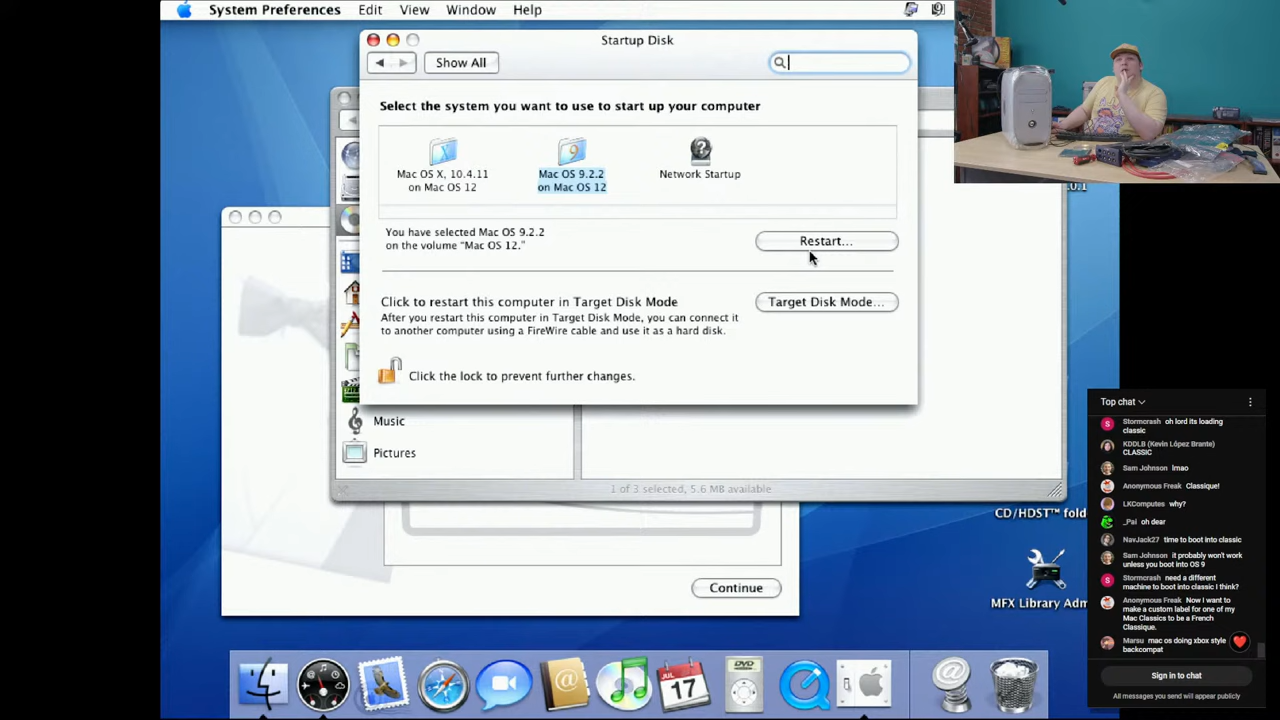 System Preferences Edit View Window Help
Startup Disk
Show All
Select the system you want to use to start up your computer
Mac OS X, 10.4.11
on Mac OS 12
Mac OS 9.2.2
on Mac OS 12
Network Startup
You have selected Mac OS 9.2.2
on the volume “Mac OS 12.”
Restart...
Click to restart this computer in Target Disk Mode
After you restart this computer in Target Disk Mode, you can connect it
to another computer using a FireWire cable and use it as a hard disk.
Target Disk Mode...
Click the lock to prevent further changes.
Music
Pictures
1 of 3 selected, 5.6 MB available
CD/HDST™ fold
MFX Library Adm
Continue
JUL
17
DVD
Top chat
Stormcrash oh lord its loading
classic
KDDLB (Kevin López Brante)
CLASSIC
Sam Johnson lmao
Anonymous Freak Classique!
LKComputes why?
_Pai oh dear
NavJack27 time to boot into classic
Sam Johnson it probably won't work
unless you boot into OS 9
Stormcrash need a different
machine to boot into classic I think?
Anonymous Freak Now I want to
make a custom label for one of my
Mac Classics to be a French
Classique.
Marsu mac os doing xbox style
backcompat
Sign in to chat
All messages you send will appear publicly